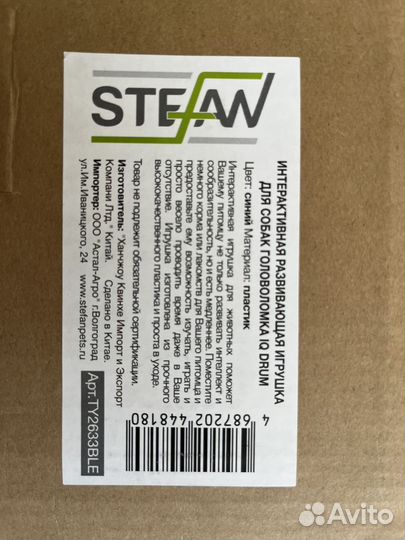 STEFAN
ИНТЕРАКТИВНАЯ РАЗВИВАЮЩАЯ ИГРУШКА
ДЛЯ СОБАК ГОЛОВОЛОМКА IQ DRUM
Цвет: синий Материал: пластик
Интерактивная игрушка для животных поможет
Вашему питомцу не только развивать интеллект и
сообразительность, но и есть медленнее. Поместите
немного корма или лакомств для Вашего питомца и
предоставьте ему возможность изучать, играть и
просто весело проводить время даже в Ваше
отсутствие. Игрушка изготовлена из прочного
высококачественного пластика и проста в уходе.
Товар не подлежит обязательной сертификации.
Изготовитель: "Ханчжоу Квинхе Импорт и Экспорт
Компани Лтд." Китай. Сделано в Китае.
Импортер: ООО "Астал-Агро" г.Волгоград
ул.Им.Иваницкого, 24 www.stefanpets.ru
Арт.TY2633BLE
4 687202 448180
Avito